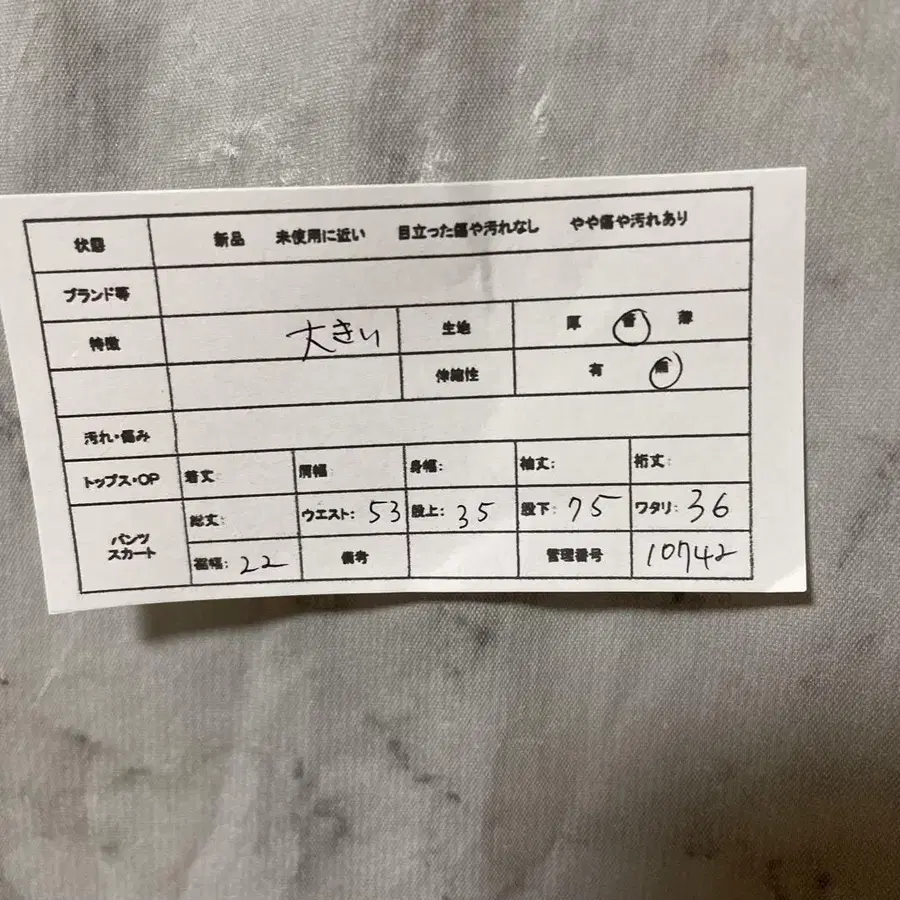 状態 新品 未使用に近い 目立った傷や汚れなし やや傷や汚れあり
ブランド等
特徴 大きい 生地 厚 普 薄
伸縮性 有 無
汚れ・傷み
トップス・OP 着丈: 肩幅 身幅: 袖丈: 裄丈:
パンツ スカート 総丈: ウエスト: 53 股上: 35 股下: 75 ワタリ: 36
裾幅: 22 備考 管理番号 10742